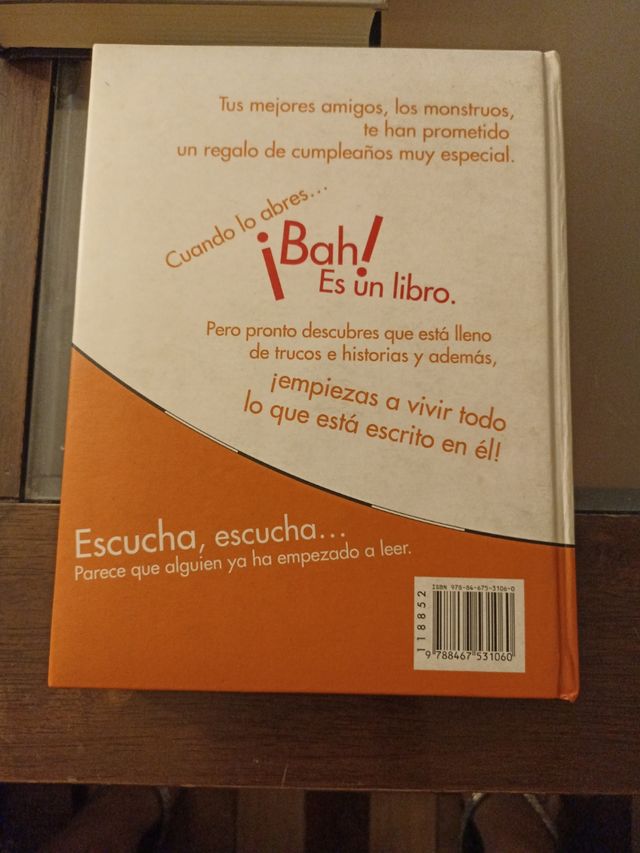 Tus mejores amigos, los monstruos,
te han prometido
un regalo de cumpleaños muy especial.
Cuando lo abres...
¡Bah!
Es un libro.
Pero pronto descubres que está lleno
de trucos e historias y además,
¡empiezas a vivir todo
lo que está escrito en él!
Escucha, escucha...
Parece que alguien ya ha empezado a leer.
ISBN 978-84-675-3106-0
118852
9 788467 531060